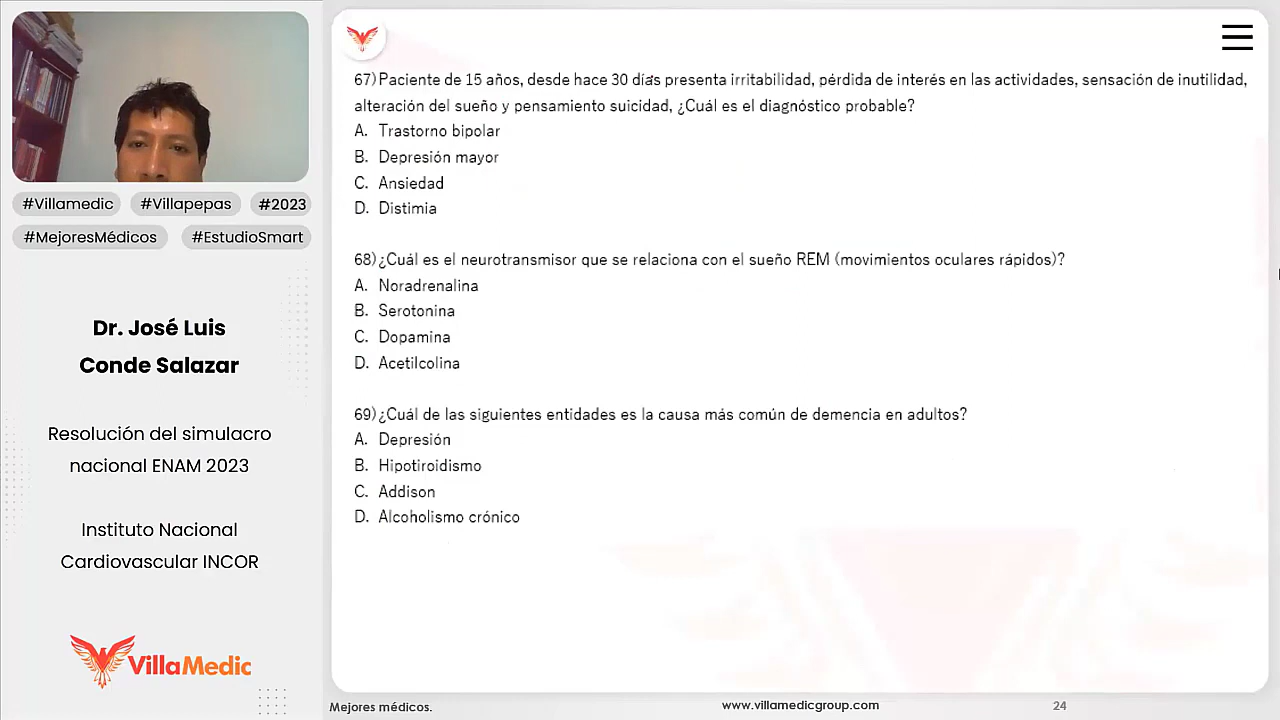 #Villamedic #Villapepas #2023
#MejoresMédicos #EstudioSmart
Dr. José Luis
Conde Salazar
Resolución del simulacro
nacional ENAM 2023
Instituto Nacional
Cardiovascular INCOR
VillaMedic
67) Paciente de 15 años, desde hace 30 días presenta irritabilidad, pérdida de interés en las actividades, sensación de inutilidad,
alteración del sueño y pensamiento suicidad, ¿Cuál es el diagnóstico probable?
A. Trastorno bipolar
B. Depresión mayor
C. Ansiedad
D. Distimia
68) ¿Cuál es el neurotransmisor que se relaciona con el sueño REM (movimientos oculares rápidos)?
A. Noradrenalina
B. Serotonina
C. Dopamina
D. Acetilcolina
69) ¿Cuál de las siguientes entidades es la causa más común de demencia en adultos?
A. Depresión
B. Hipotiroidismo
C. Addison
D. Alcoholismo crónico
Mejores médicos. www.villamedicgroup.com 24